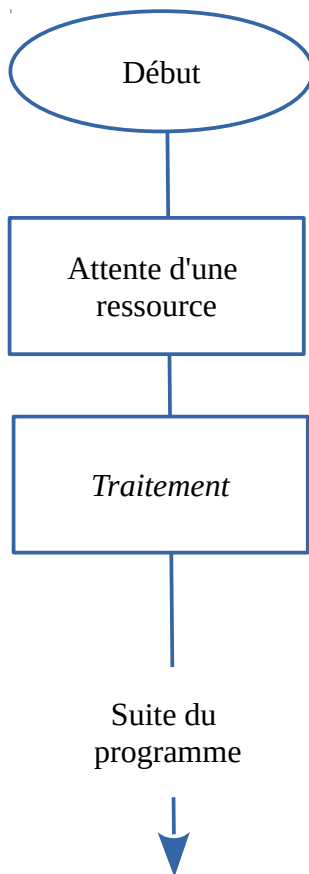 Début
Attente d'une
ressource
Traitement
Suite du
programme